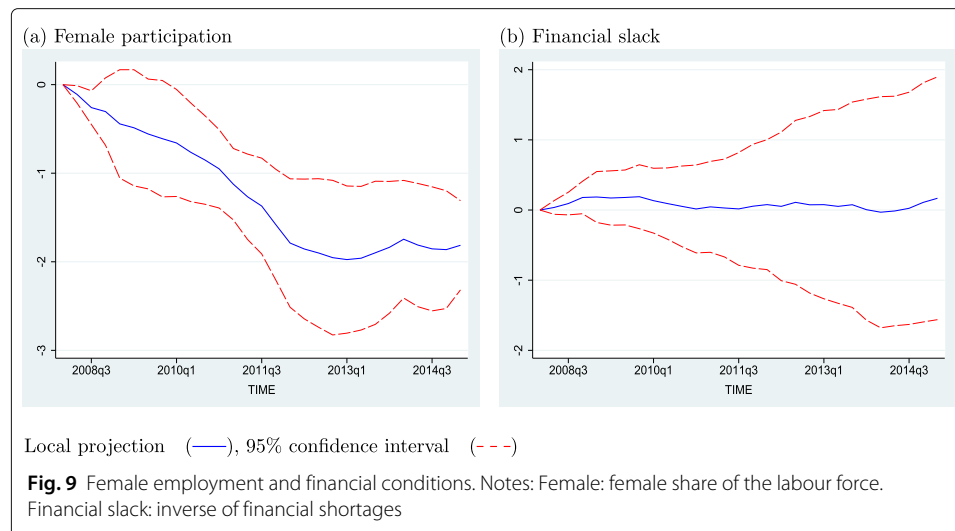 (a) Female participation
0
-1
-2
-3
2008q3 2010q1 2011q3 2013q1 2014q3
TIME
(b) Financial slack
2
1
0
-1
-2
2008q3 2010q1 2011q3 2013q1 2014q3
TIME
Local projection (——), 95% confidence interval (– – –)
Fig. 9 Female employment and financial conditions. Notes: Female: female share of the labour force.
Financial slack: inverse of financial shortages